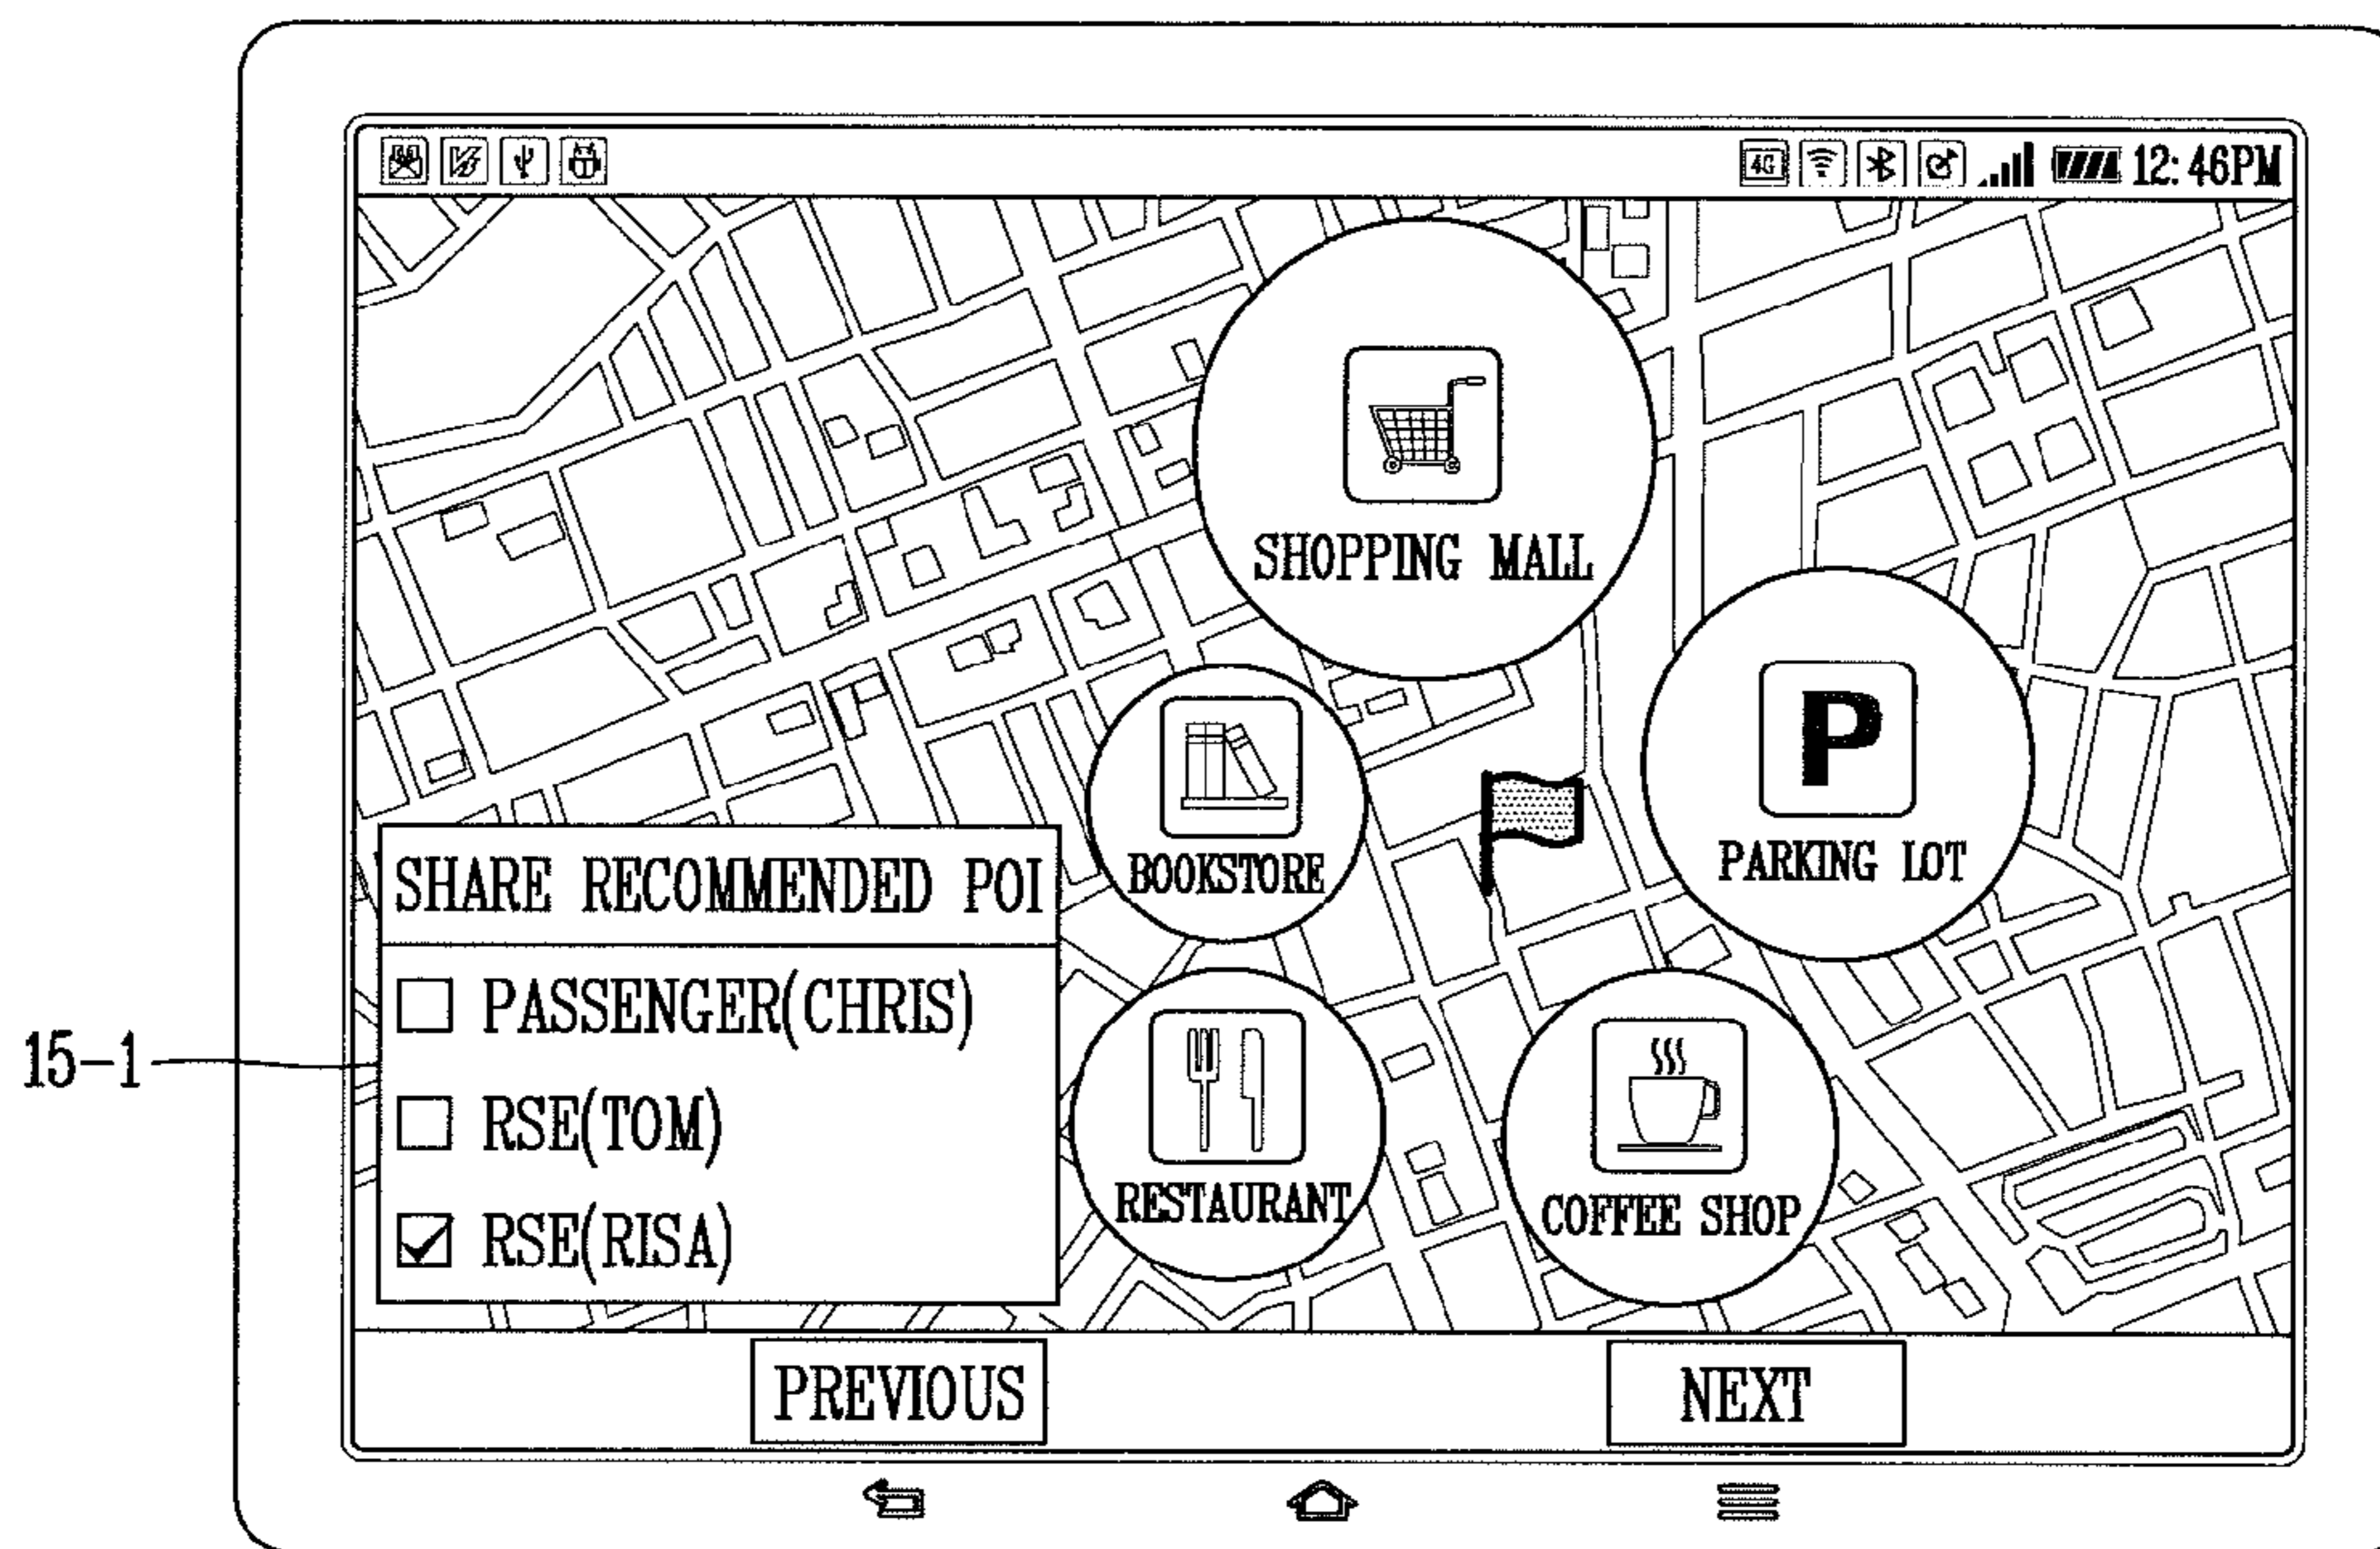 4G 12:46PM
SHOPPING MALL
P
PARKING LOT
BOOKSTORE
SHARE RECOMMENDED POI
PASSENGER(CHRIS)
15-1
RSE(TOM)
RSE(RISA)
RESTAURANT
COFFEE SHOP
PREVIOUS
NEXT